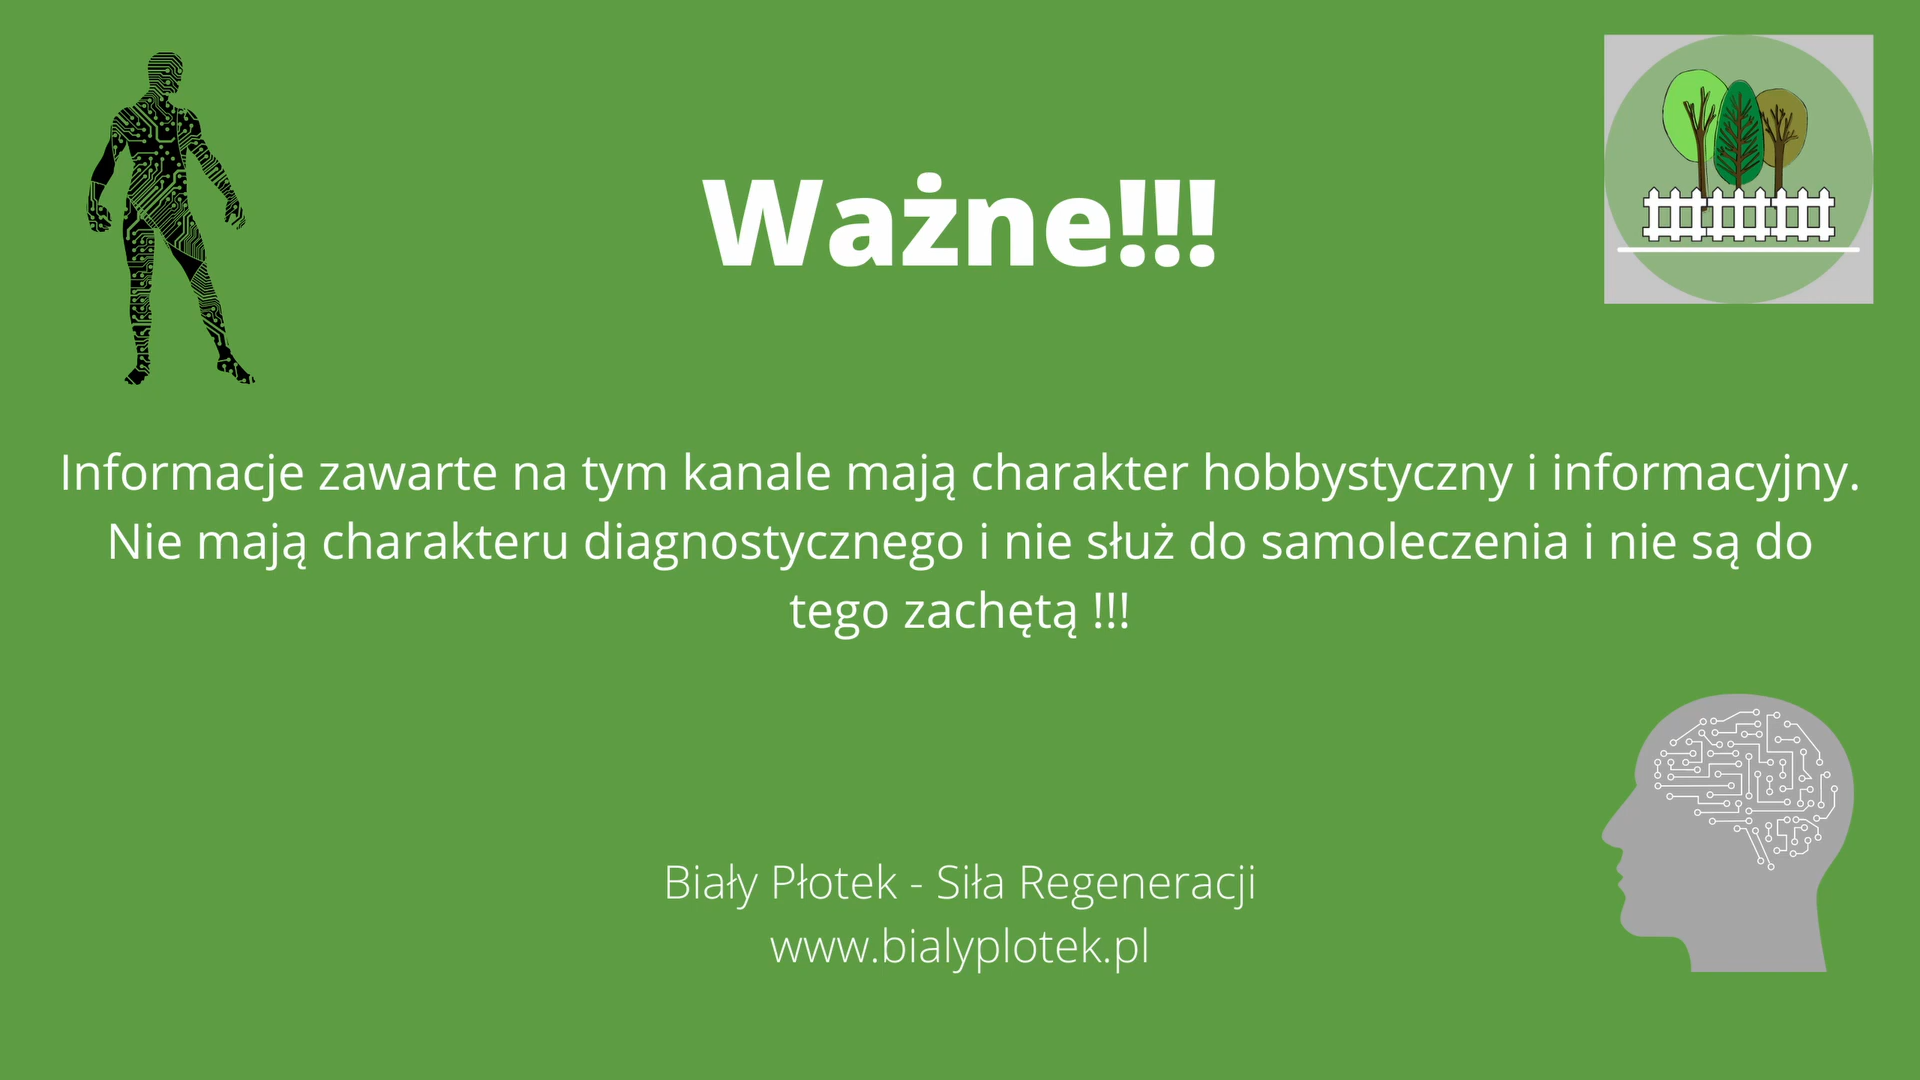 Ważne!!!
Informacje zawarte na tym kanale mają charakter hobbystyczny i informacyjny.
Nie mają charakteru diagnostycznego i nie służ do samoleczenia i nie są do
tego zachętą !!!
Biały Płotek - Siła Regeneracji
www.bialyplotek.pl